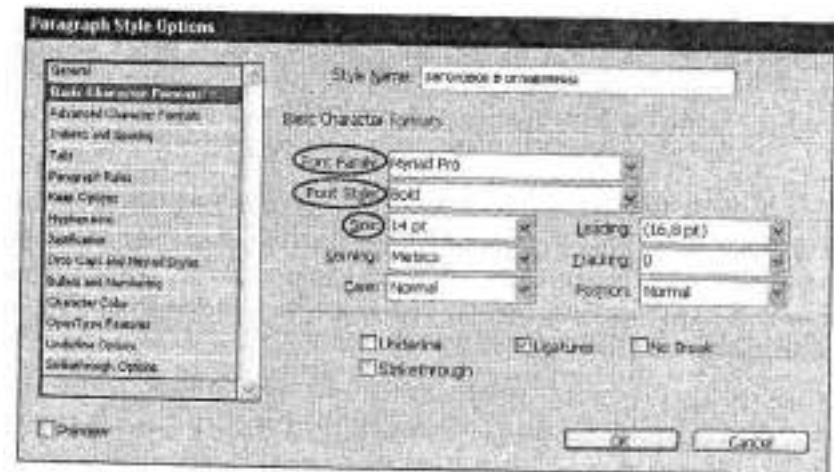 Paragraph Style Options
General
Basic Character Formats
Advanced Character Formats
Indents and Spacing
Tabs
Paragraph Rules
Keep Options
Hyphenation
Justification
Drop Caps and Nested Styles
Bullets and Numbering
Character Color
OpenType Features
Underline Options
Strikethrough Options
Style Name: заголовок в оглавлении
Basic Character Formats
Font Family: Myriad Pro
Font Style: Bold
Size: 14 pt
Leading: (16,8 pt)
Kerning: Metrics
Tracking: 0
Case: Normal
Position: Normal
Underline
Ligatures
No Break
Strikethrough
Preview
OK
Cancel